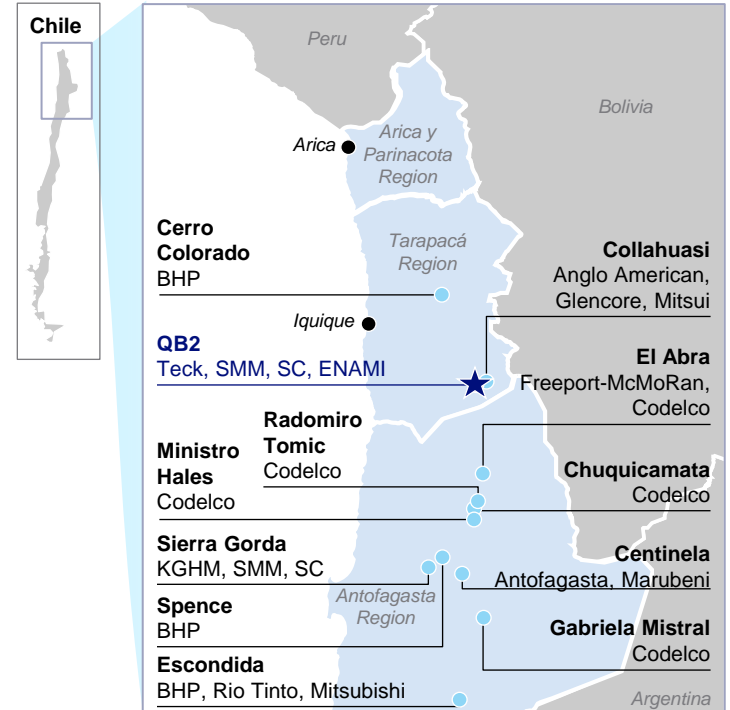 Chile
Peru
Bolivia
Arica
Arica y
Parinacota
Region
Cerro
Colorado
BHP
Tarapacá
Region
Collahuasi
Anglo American,
Glencore, Mitsui
Iquique
QB2
Teck, SMM, SC, ENAMI
El Abra
Freeport-McMoRan,
Codelco
Radomiro
Tomic
Codelco
Ministro
Hales
Codelco
Chuquicamata
Codelco
Sierra Gorda
KGHM, SMM, SC
Centinela
Antofagasta, Marubeni
Antofagasta
Region
Spence
BHP
Gabriela Mistral
Codelco
Escondida
BHP, Rio Tinto, Mitsubishi
Argentina